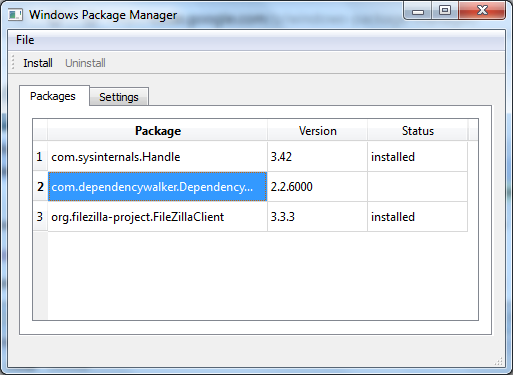 Windows Package Manager
File
Install Uninstall
Packages Settings
Package Version Status
1 com.sysinternals.Handle 3.42 installed
2 com.dependencywalker.Dependency... 2.2.6000
3 org.filezilla-project.FileZillaClient 3.3.3 installed